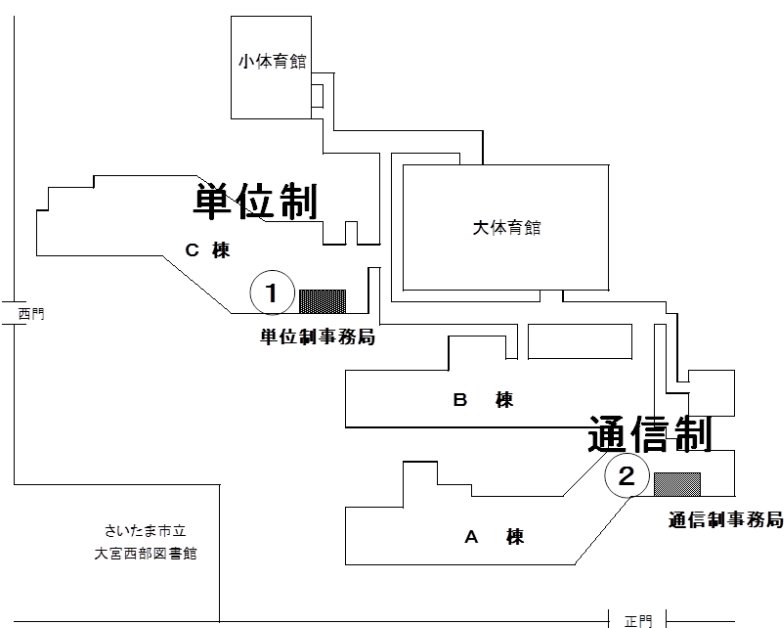 小体育館
単位制
大体育館
C 棟
1
西門
単位制事務局
B 棟
通信制
2
通信制事務局
さいたま市立
大宮西部図書館
A 棟
正門